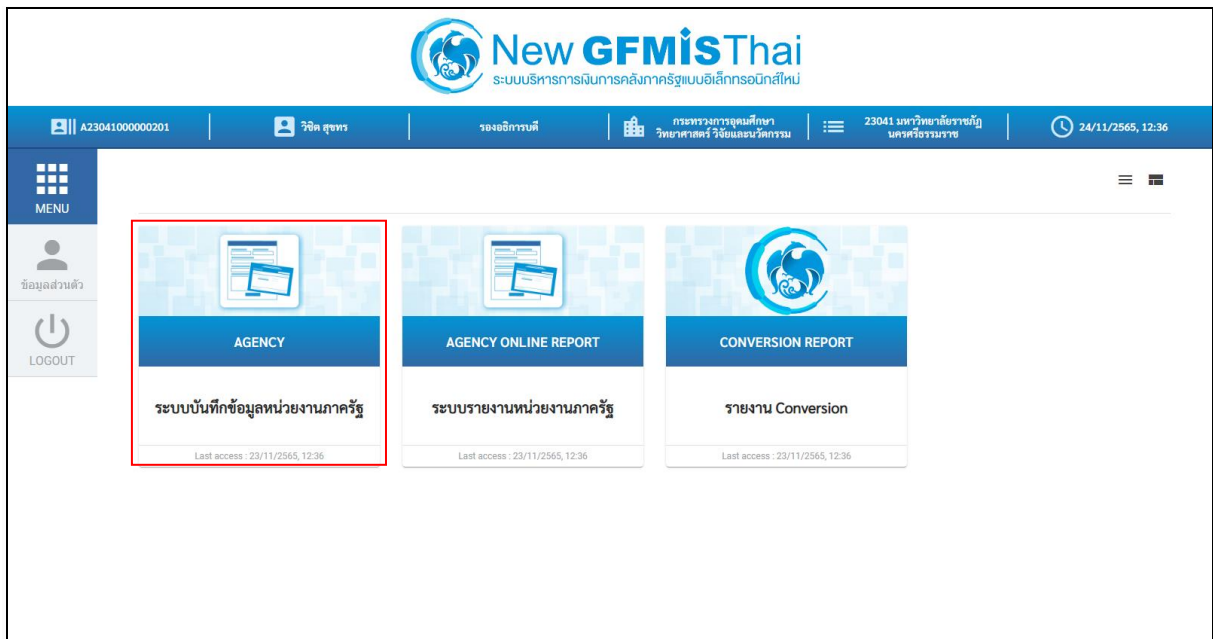 New GFMISThai
ระบบบริหารการเงินการคลังภาครัฐแบบอิเล็กทรอนิกส์ใหม่
A23041000000201
วิชิต สุขทร
รองอธิการบดี
กระทรวงการอุดมศึกษา
วิทยาศาสตร์ วิจัยและนวัตกรรม
23041 มหาวิทยาลัยราชภัฏ
นครศรีธรรมราช
24/11/2565, 12:36
MENU
ข้อมูลส่วนตัว
LOGOUT
AGENCY
ระบบบันทึกข้อมูลหน่วยงานภาครัฐ
Last access : 23/11/2565, 12:36
AGENCY ONLINE REPORT
ระบบรายงานหน่วยงานภาครัฐ
Last access : 23/11/2565, 12:36
CONVERSION REPORT
รายงาน Conversion
Last access : 23/11/2565, 12:36